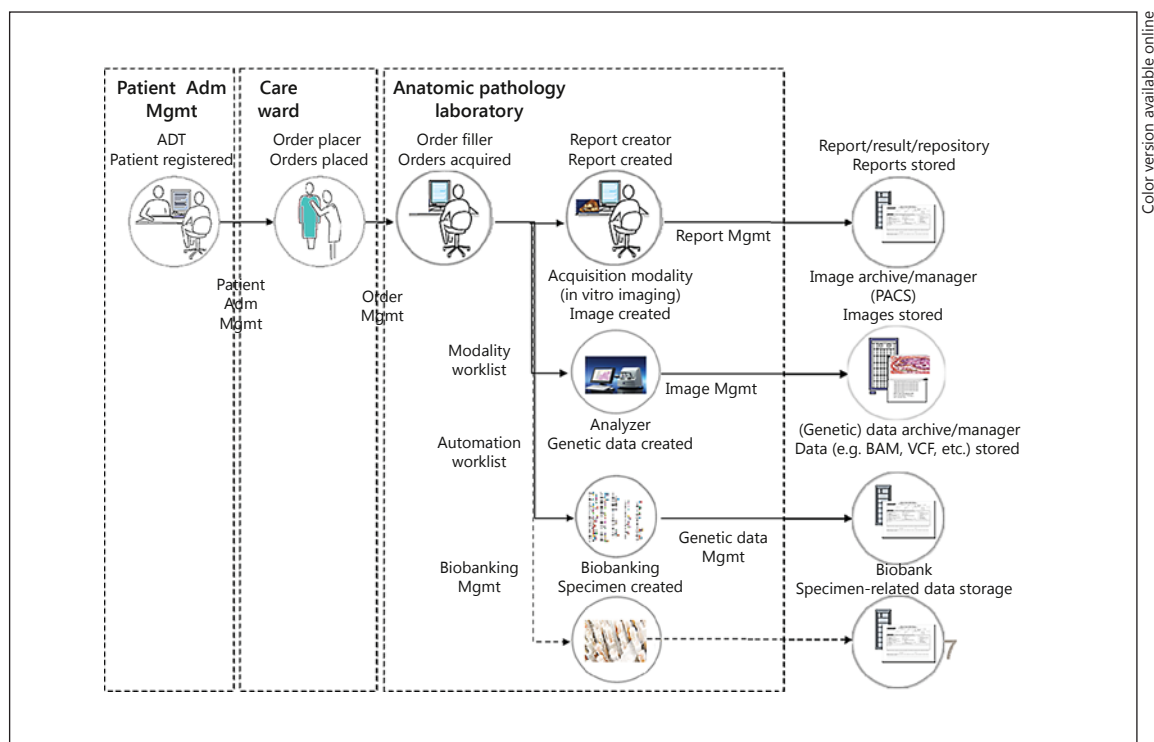 Color version available online
Patient Adm
Mgmt
Care
ward
Anatomic pathology
laboratory
ADT
Patient registered
Order placer
Orders placed
Order filler
Orders acquired
Report creator
Report created
Report/result/repository
Reports stored
Report Mgmt
Patient
Adm
Mgmt
Order
Mgmt
Acquisition modality
(in vitro imaging)
Image created
Image archive/manager
(PACS)
Images stored
Modality
worklist
Image Mgmt
Analyzer
Genetic data created
(Genetic) data archive/manager
Data (e.g. BAM, VCF, etc.) stored
Automation
worklist
Genetic data
Mgmt
Biobanking
Mgmt
Biobanking
Specimen created
Biobank
Specimen-related data storage
7